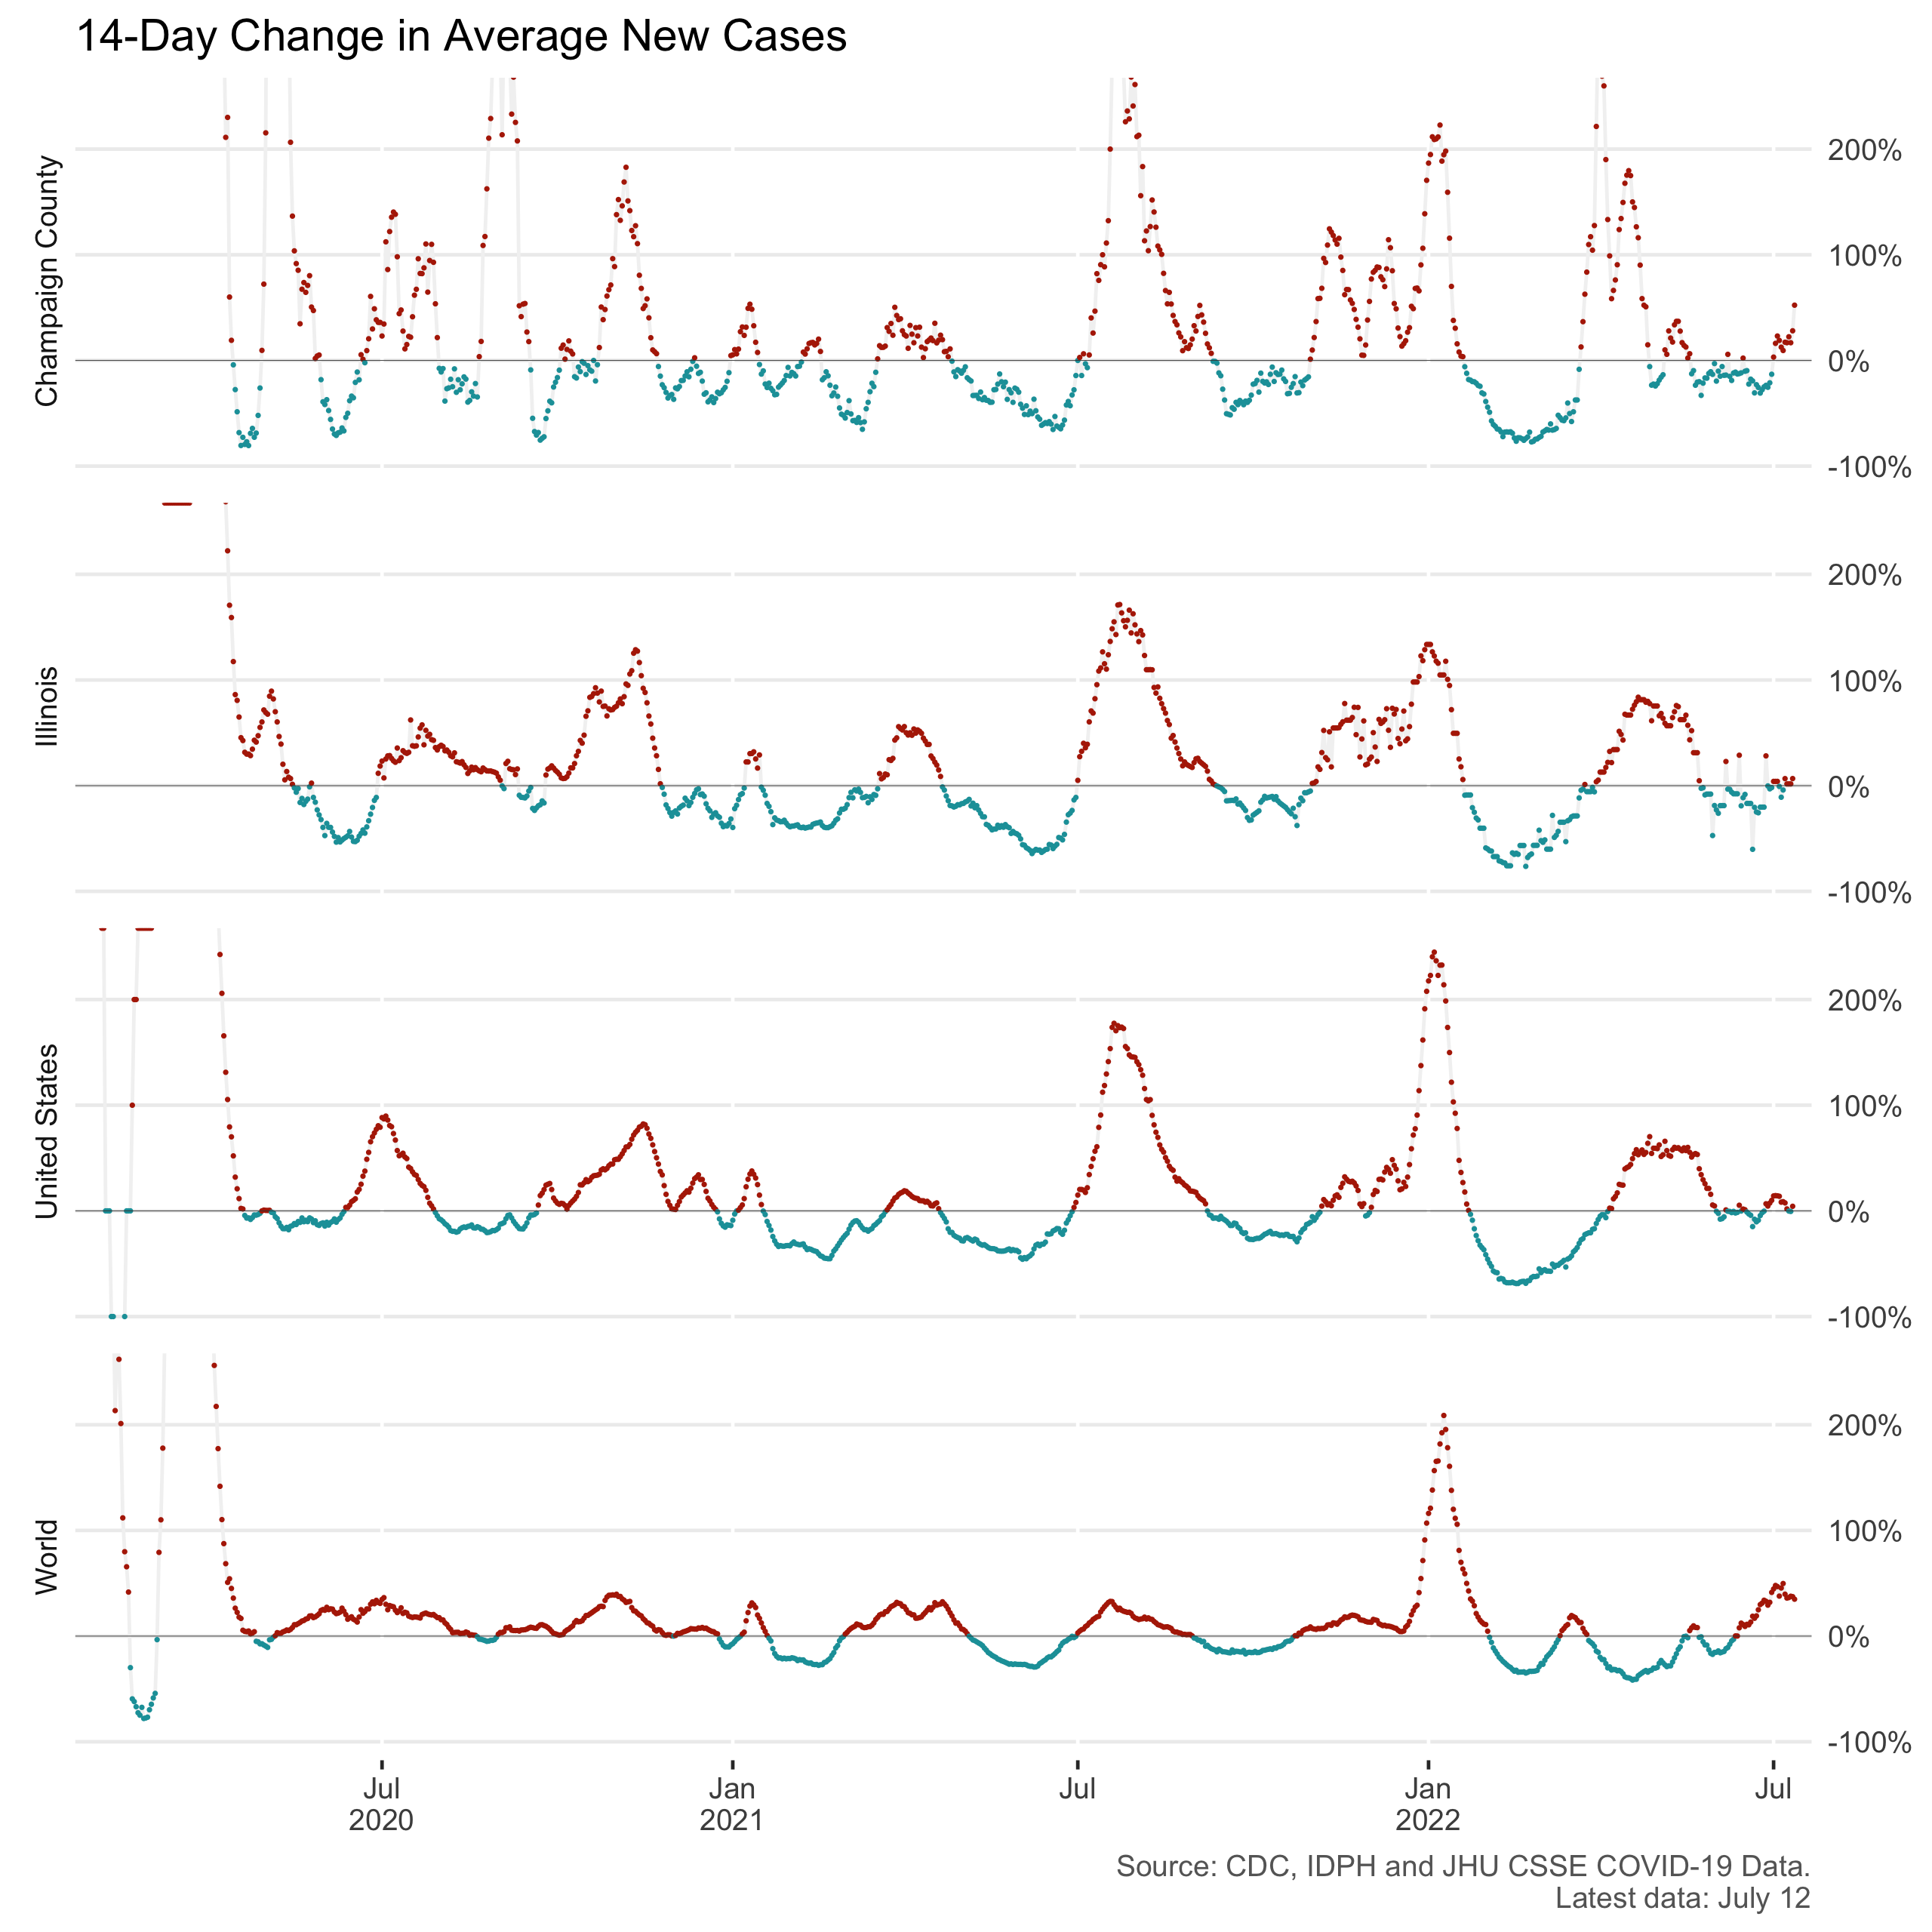 14-Day Change in Average New Cases
Champaign County
200%
100%
0%
-100%
Illinois
200%
100%
0%
-100%
United States
200%
100%
0%
-100%
World
200%
100%
0%
-100%
Jul Jan Jul Jan Jul
2020 2021 2022
Source: CDC, IDPH and JHU CSSE COVID-19 Data.
Latest data: July 12